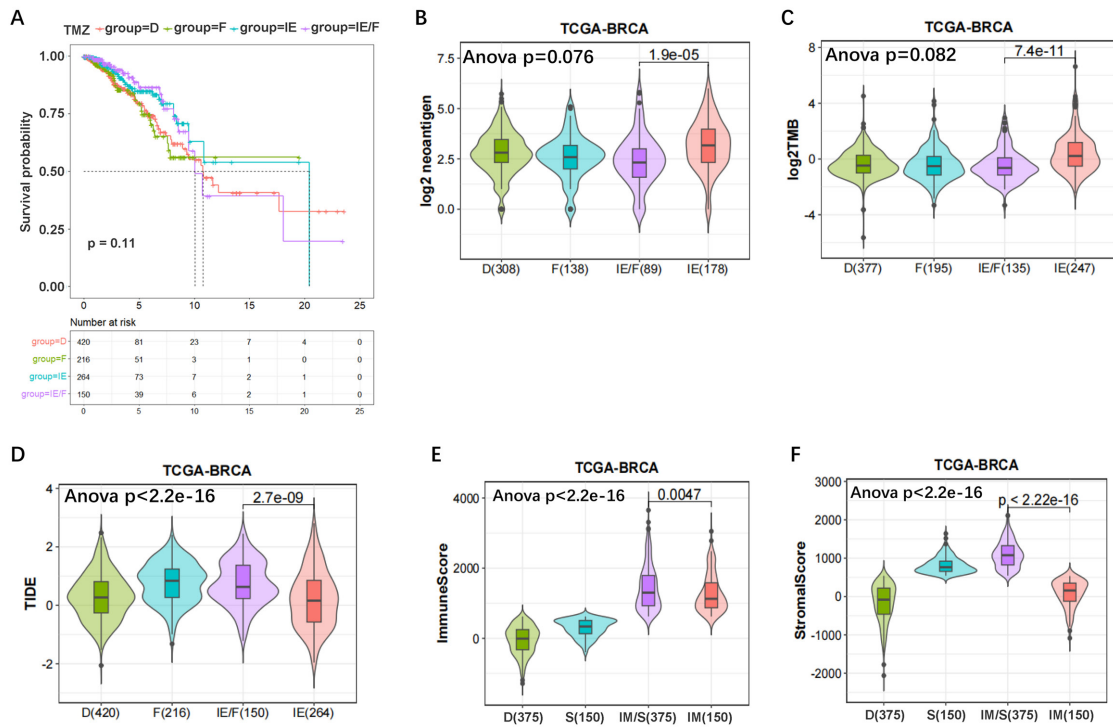 A
TMZ group=D group=F group=IE group=IE/F
1.00
0.75
0.50
0.25
0.00
Survival probability
p = 0.11
0 5 10 15 20 25
Number at risk
group=D 420 81 23 7 4 0
group=F 216 51 3 1 0 0
group=IE 264 73 7 2 1 0
group=IE/F 150 39 6 2 1 0
0 5 10 15 20 25
B
TCGA-BRCA
Anova p=0.076
1.9e-05
7.5
5.0
2.5
0.0
log2 neoantigen
D(308) F(138) IE/F(89) IE(178)
C
TCGA-BRCA
Anova p=0.082
7.4e-11
8
4
0
-4
log2TMB
D(377) F(195) IE/F(135) IE(247)
D
TCGA-BRCA
Anova p<2.2e-16
2.7e-09
4
2
0
-2
TIDE
D(420) F(216) IE/F(150) IE(264)
E
TCGA-BRCA
Anova p<2.2e-16
0.0047
4000
2000
0
ImmuneScore
D(375) S(150) IM/S(375) IM(150)
F
TCGA-BRCA
Anova p<2.2e-16
p < 2.22e-16
3000
2000
1000
0
-1000
-2000
StromalScore
D(375) S(150) IM/S(375) IM(150)